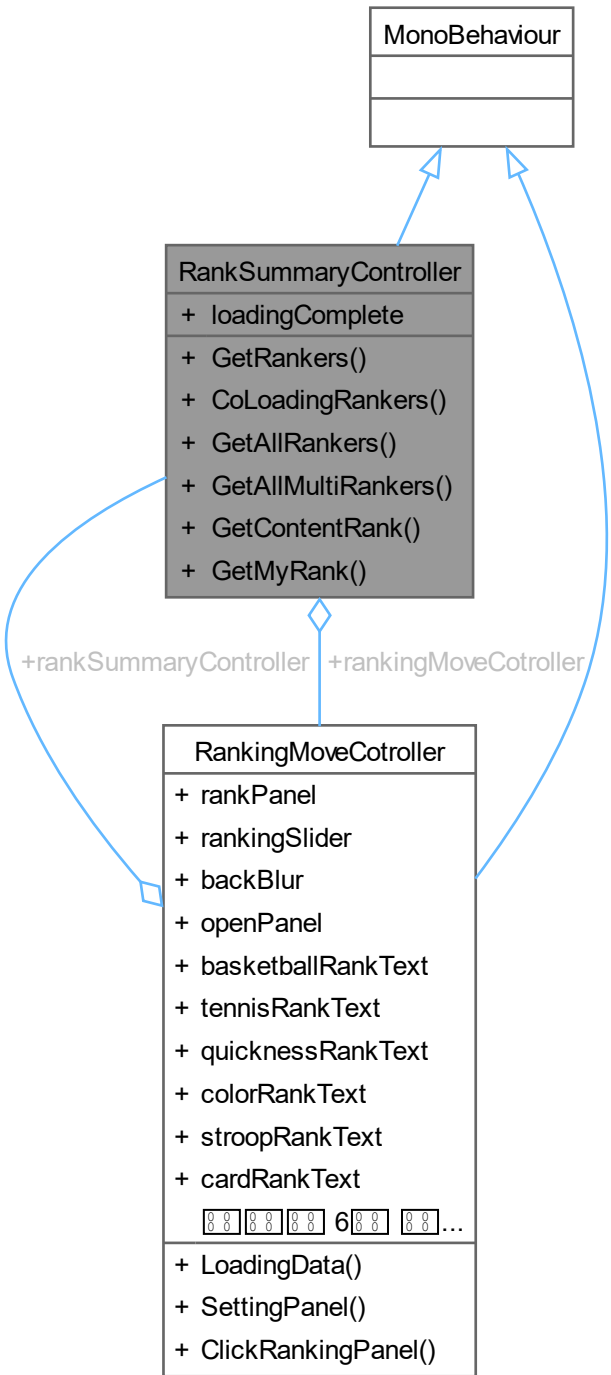 MonoBehaviour
RankSummaryController
+ loadingComplete
+ GetRankers()
+ CoLoadingRankers()
+ GetAllRankers()
+ GetAllMultiRankers()
+ GetContentRank()
+ GetMyRank()
+rankSummaryController
+rankingMoveCotroller
RankingMoveCotroller
+ rankPanel
+ rankingSlider
+ backBlur
+ openPanel
+ basketballRankText
+ tennisRankText
+ quicknessRankText
+ colorRankText
+ stroopRankText
+ cardRankText
6 ...
+ LoadingData()
+ SettingPanel()
+ ClickRankingPanel()